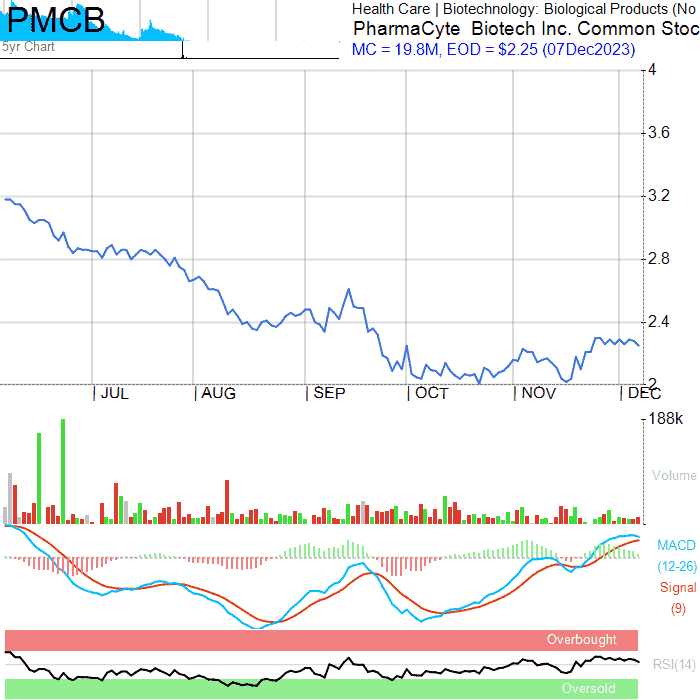 PMCB
5yr Chart
Health Care | Biotechnology: Biological Products (No
PharmaCyte Biotech Inc. Common Stoc
MC = 19.8M, EOD = $2.25 (07Dec2023)
4
3.6
3.2
2.8
2.4
2
JUL
AUG
SEP
OCT
NOV
DEC
188k
Volume
MACD
(12-26)
Signal
(9)
Overbought
RSI(14)
Oversold